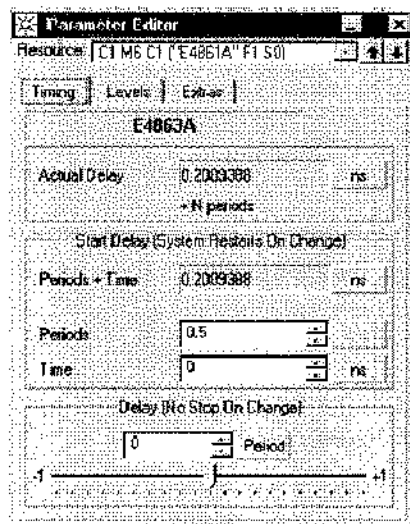 Parameter Editor
Resource: C1 M6 C1 ("E4861A" F1 S0)
Timing Levels Extras
E4863A
Actual Delay 0.2009388 ns
+ N periods
Start Delay (System Restarts On Change)
Periods + Time 0.2009388 ns
Periods 0.5
Time 0 ns
Delay (No Stop On Change)
0 Period
-1 +1